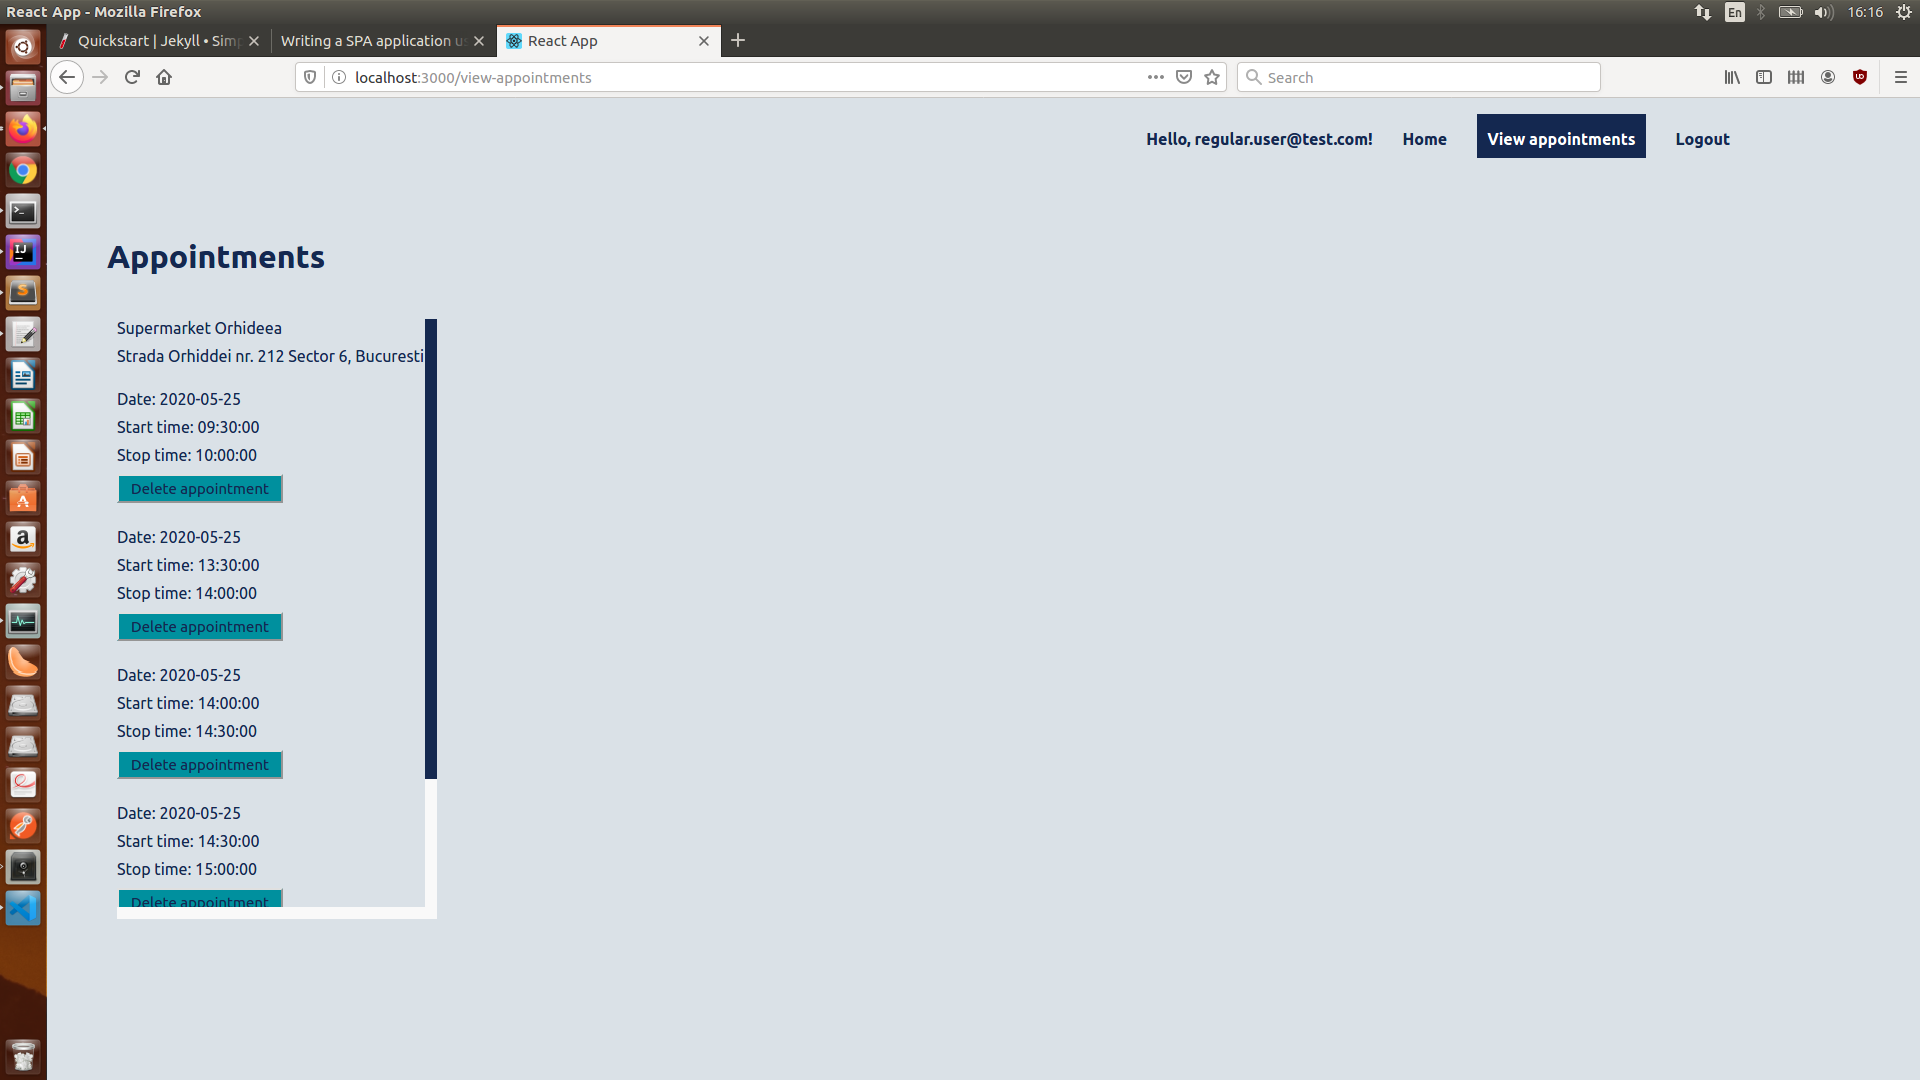 React App - Mozilla Firefox
En
16:16
Quickstart | Jekyll • Sim
Writing a SPA application u
React App
localhost:3000/view-appointments
Search
Hello, regular.user@test.com!
Home
View appointments
Logout
Appointments
Supermarket Orhideea
Strada Orhiddei nr. 212 Sector 6, Bucuresti
Date: 2020-05-25
Start time: 09:30:00
Stop time: 10:00:00
Delete appointment
Date: 2020-05-25
Start time: 13:30:00
Stop time: 14:00:00
Delete appointment
Date: 2020-05-25
Start time: 14:00:00
Stop time: 14:30:00
Delete appointment
Date: 2020-05-25
Start time: 14:30:00
Stop time: 15:00:00
Delete appointment